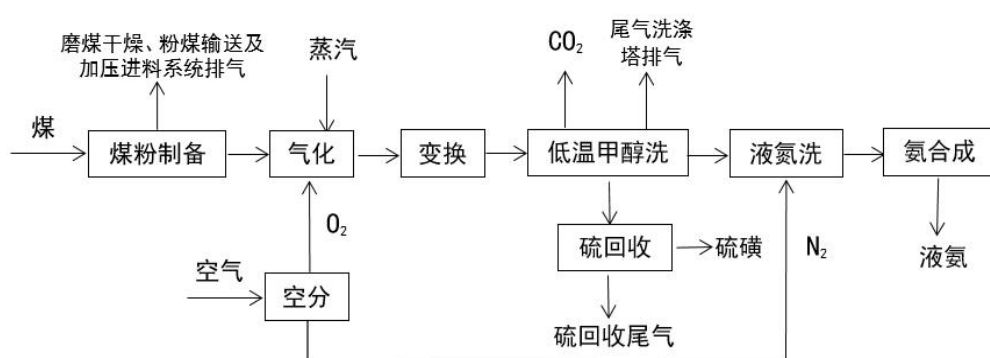 磨煤干燥、粉煤输送及
加压进料系统排气
蒸汽
CO₂
尾气洗涤
塔排气
煤
煤粉制备
气化
变换
低温甲醇洗
液氮洗
氨合成
O₂
硫回收
硫磺
N₂
液氨
空气
空分
硫回收尾气